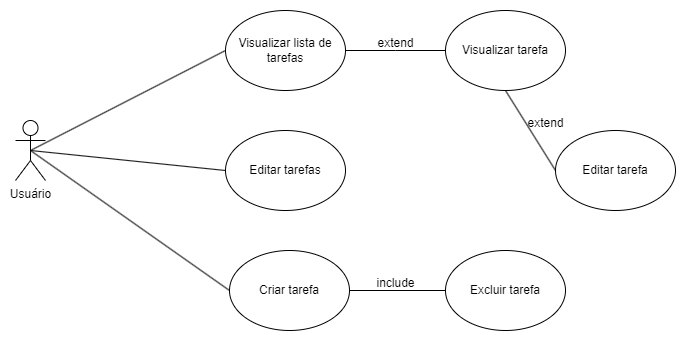 Visualizar lista de
tarefas
extend
Visualizar tarefa
extend
Usuário
Editar tarefas
Editar tarefa
Criar tarefa
include
Excluir tarefa